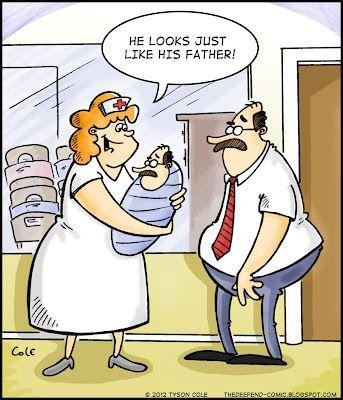 HE LOOKS JUST
LIKE HIS FATHER!
COLE
© 2012 TYSON COLE THEDEEPEND-COMIC.BLOGSPOT.COM